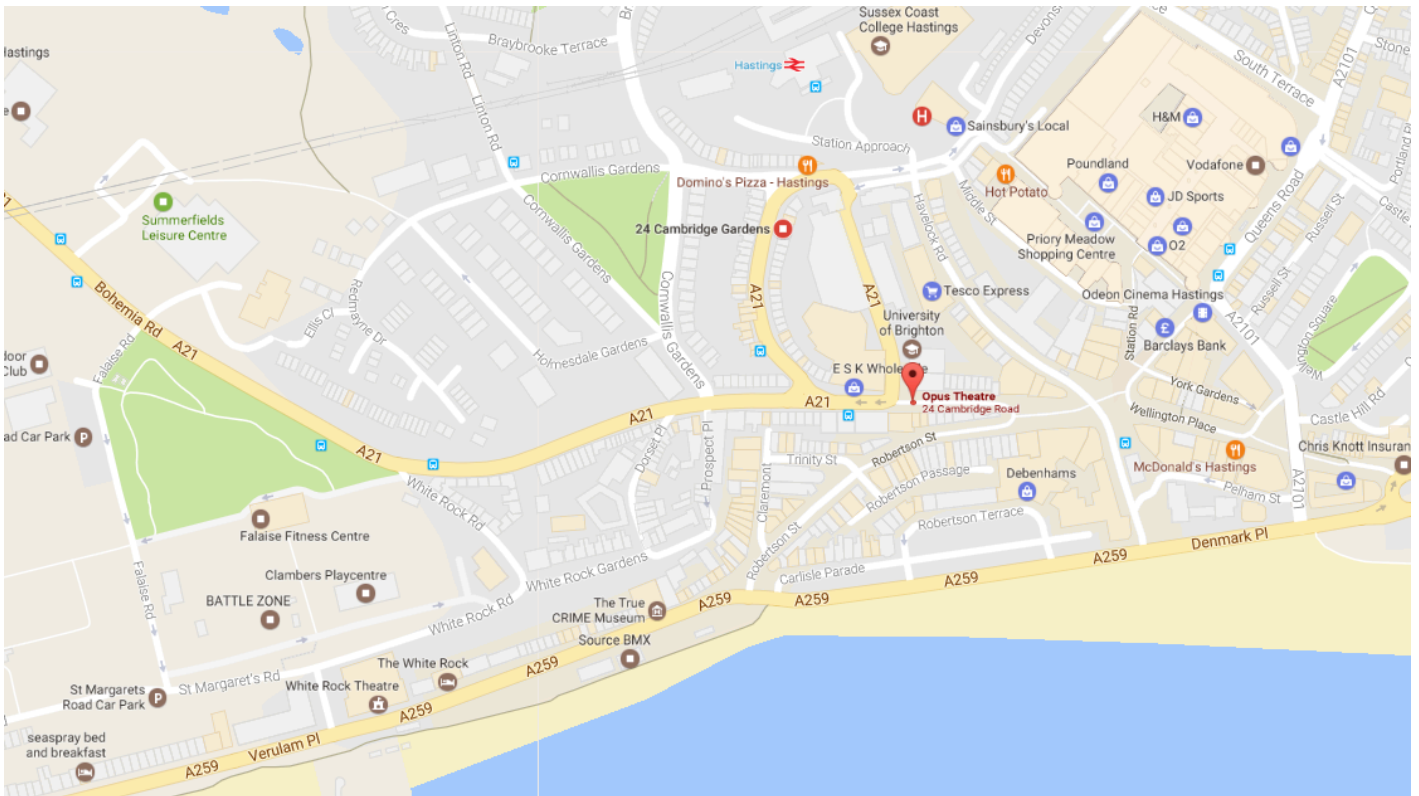 Sussex Coast
College Hastings
Linton Rd
Braybrooke Terrace
Hastings
South Terrace
A2101
Hastings
Linton Rd
H&M
H
Sainsbury's Local
Station Approach
Poundland
Vodafone
Cornwallis Gardens
Domino's Pizza - Hastings
Hot Potato
Middle St
JD Sports
Queens Road
Russell St
Summerfields
Leisure Centre
Cornwallis Gardens
24 Cambridge Gardens
Havelock Rd
Priory Meadow
Shopping Centre
O2
Cornwallis Gardens
Bohemia Rd
A21
Redmayne Dr
A21
A21
Tesco Express
Odeon Cinema Hastings
Russell St
Wellington Square
University
of Brighton
Station Rd
Barclays Bank
A2101
Holmesdale Gardens
Falaise Rd
E S K Wholesale
York Gardens
Opus Theatre
24 Cambridge Road
A21
A21
Wellington Place
Castle Hill Rd
ad Car Park
P
A21
Dorset Pl
Prospect Pl
Robertson St
Trinity St
Claremont
Robertson Passage
Debenhams
McDonald's Hastings
Chris Knott Insuran
White Rock Rd
Pelham St
A2101
Falaise Fitness Centre
Robertson Terrace
Robertson St
Denmark Pl
White Rock Gardens
Carlisle Parade
A259
A259
Clambers Playcentre
Falaise Rd
BATTLE ZONE
White Rock Rd
The True
CRIME Museum
A259
A259
Source BMX
The White Rock
A259
St Margaret's Rd
White Rock Theatre
St Margarets
Road Car Park
P
A259
Verulam Pl
seaspray bed
and breakfast
A259